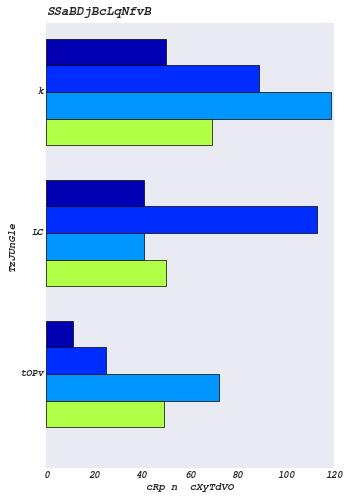 SSaBDjBcLqNfvB
k
LC
tOPv
TzJUnGle
0 20 40 60 80 100 120
cRp n cXyTdVO